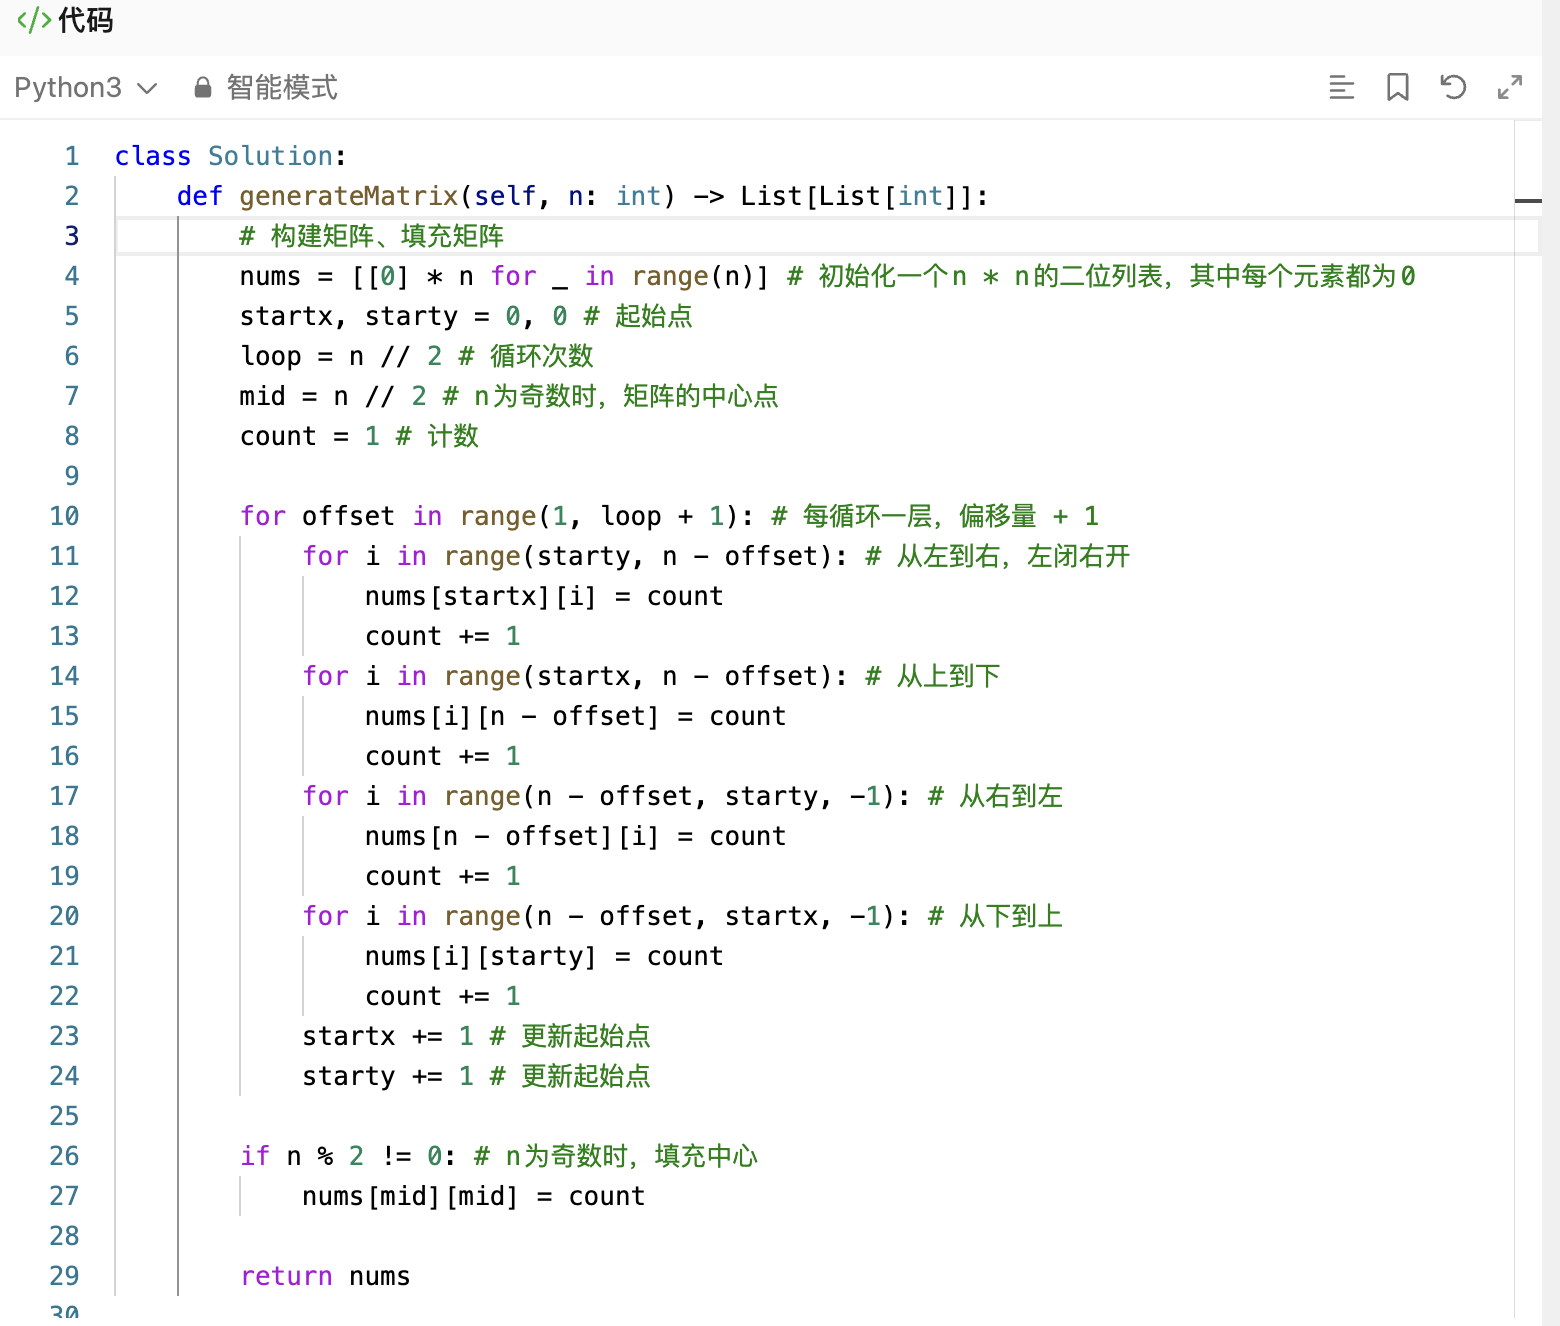 </> 代码
Python3 智能模式
1 class Solution:
2     def generateMatrix(self, n: int) -> List[List[int]]:
3         # 构建矩阵、填充矩阵
4         nums = [[0] * n for _ in range(n)] # 初始化一个n * n的二位列表，其中每个元素都为0
5         startx, starty = 0, 0 # 起始点
6         loop = n // 2 # 循环次数
7         mid = n // 2 # n为奇数时，矩阵的中心点
8         count = 1 # 计数
9
10         for offset in range(1, loop + 1): # 每循环一层，偏移量 + 1
11             for i in range(starty, n - offset): # 从左到右，左闭右开
12                 nums[startx][i] = count
13                 count += 1
14             for i in range(startx, n - offset): # 从上到下
15                 nums[i][n - offset] = count
16                 count += 1
17             for i in range(n - offset, starty, -1): # 从右到左
18                 nums[n - offset][i] = count
19                 count += 1
20             for i in range(n - offset, startx, -1): # 从下到上
21                 nums[i][starty] = count
22                 count += 1
23             startx += 1 # 更新起始点
24             starty += 1 # 更新起始点
25
26         if n % 2 != 0: # n为奇数时，填充中心
27             nums[mid][mid] = count
28
29         return nums
30